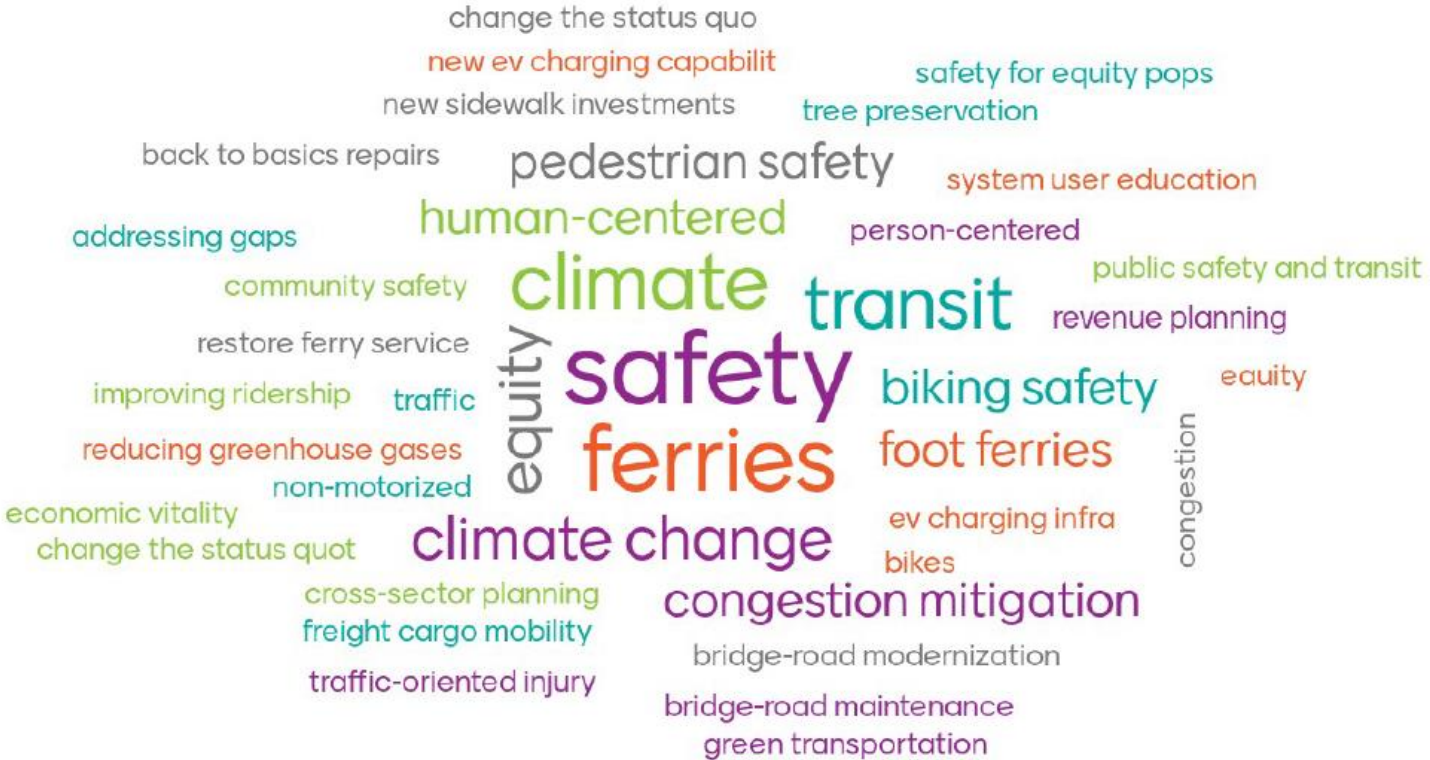 change the status quo
new ev charging capabilit
safety for equity pops
new sidewalk investments
tree preservation
back to basics repairs
pedestrian safety
system user education
human-centered
person-centered
addressing gaps
climate
public safety and transit
community safety
transit
revenue planning
restore ferry service
equity
safety
biking safety
eauity
improving ridership
traffic
reducing greenhouse gases
ferries
foot ferries
congestion
non-motorized
economic vitality
ev charging infra
change the status quot
climate change
bikes
cross-sector planning
congestion mitigation
freight cargo mobility
bridge-road modernization
traffic-oriented injury
bridge-road maintenance
green transportation